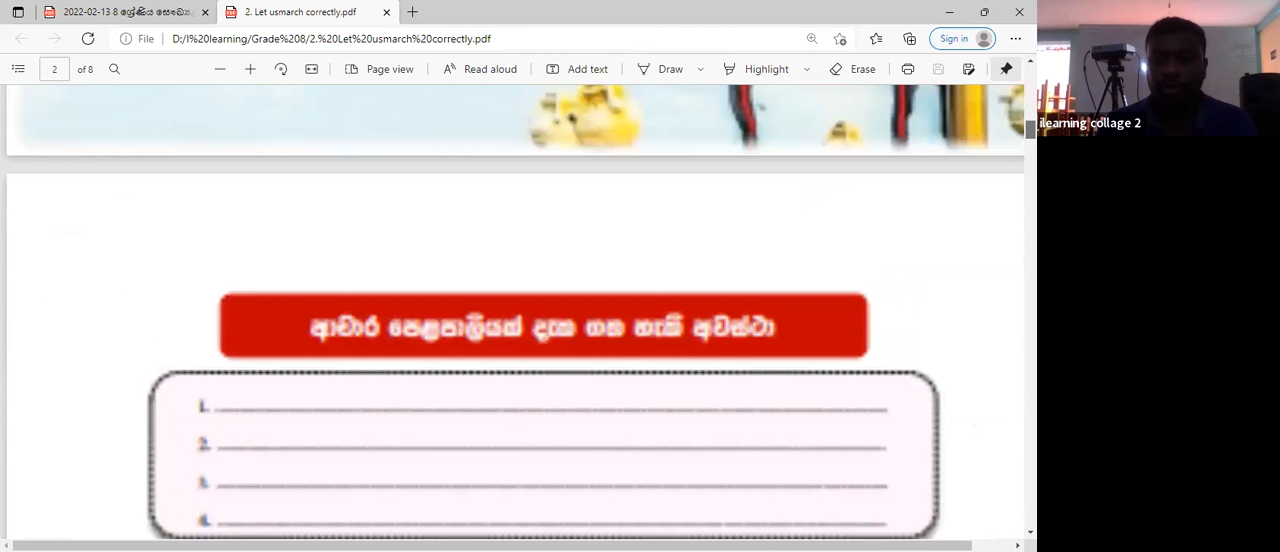 2022-02-13 8 ශ්‍රේණිය සෞඛ්‍ය
2. Let usmarch correctly.pdf
File
D:/I%20learning/Grade%208/2.%20Let%20usmarch%20correctly.pdf
Sign in
2 of 8
Page view
Read aloud
Add text
Draw
Highlight
Erase
ilearning collage 2
ආචාර පෙළපාලියක් දැක ගත හැකි අවස්ථා
1.
2.
3.
4.